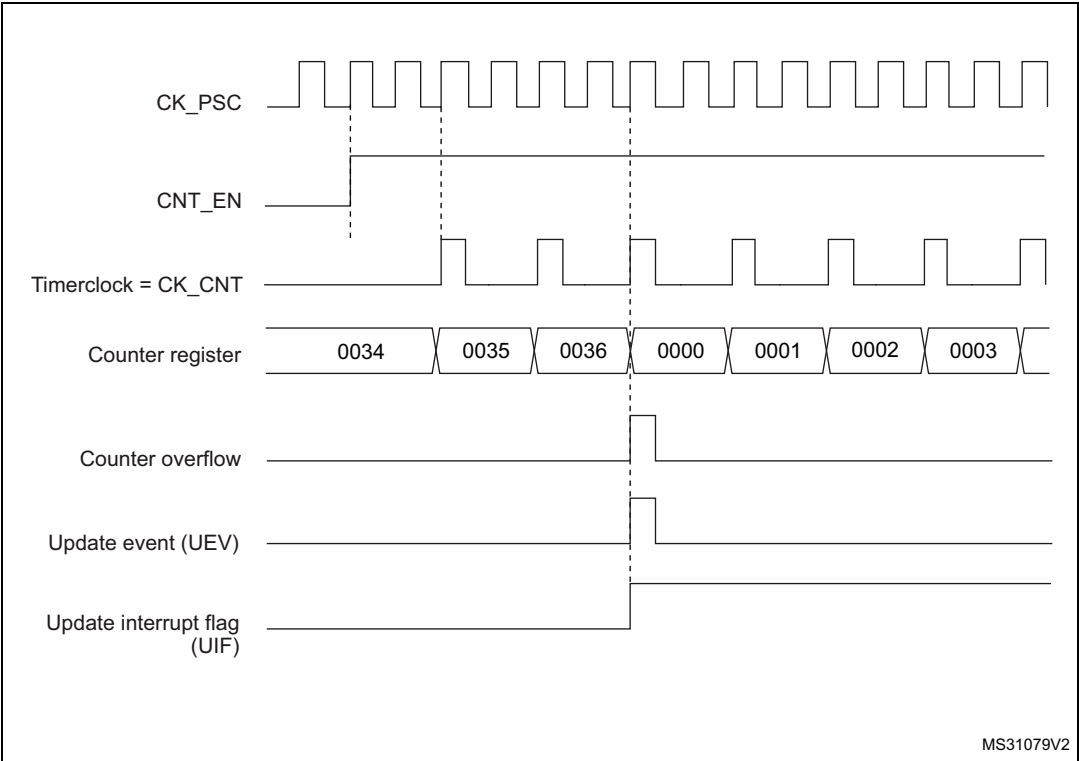 CK_PSC
CNT_EN
Timerclock = CK_CNT
Counter register
0034 0035 0036 0000 0001 0002 0003
Counter overflow
Update event (UEV)
Update interrupt flag
(UIF)
MS31079V2